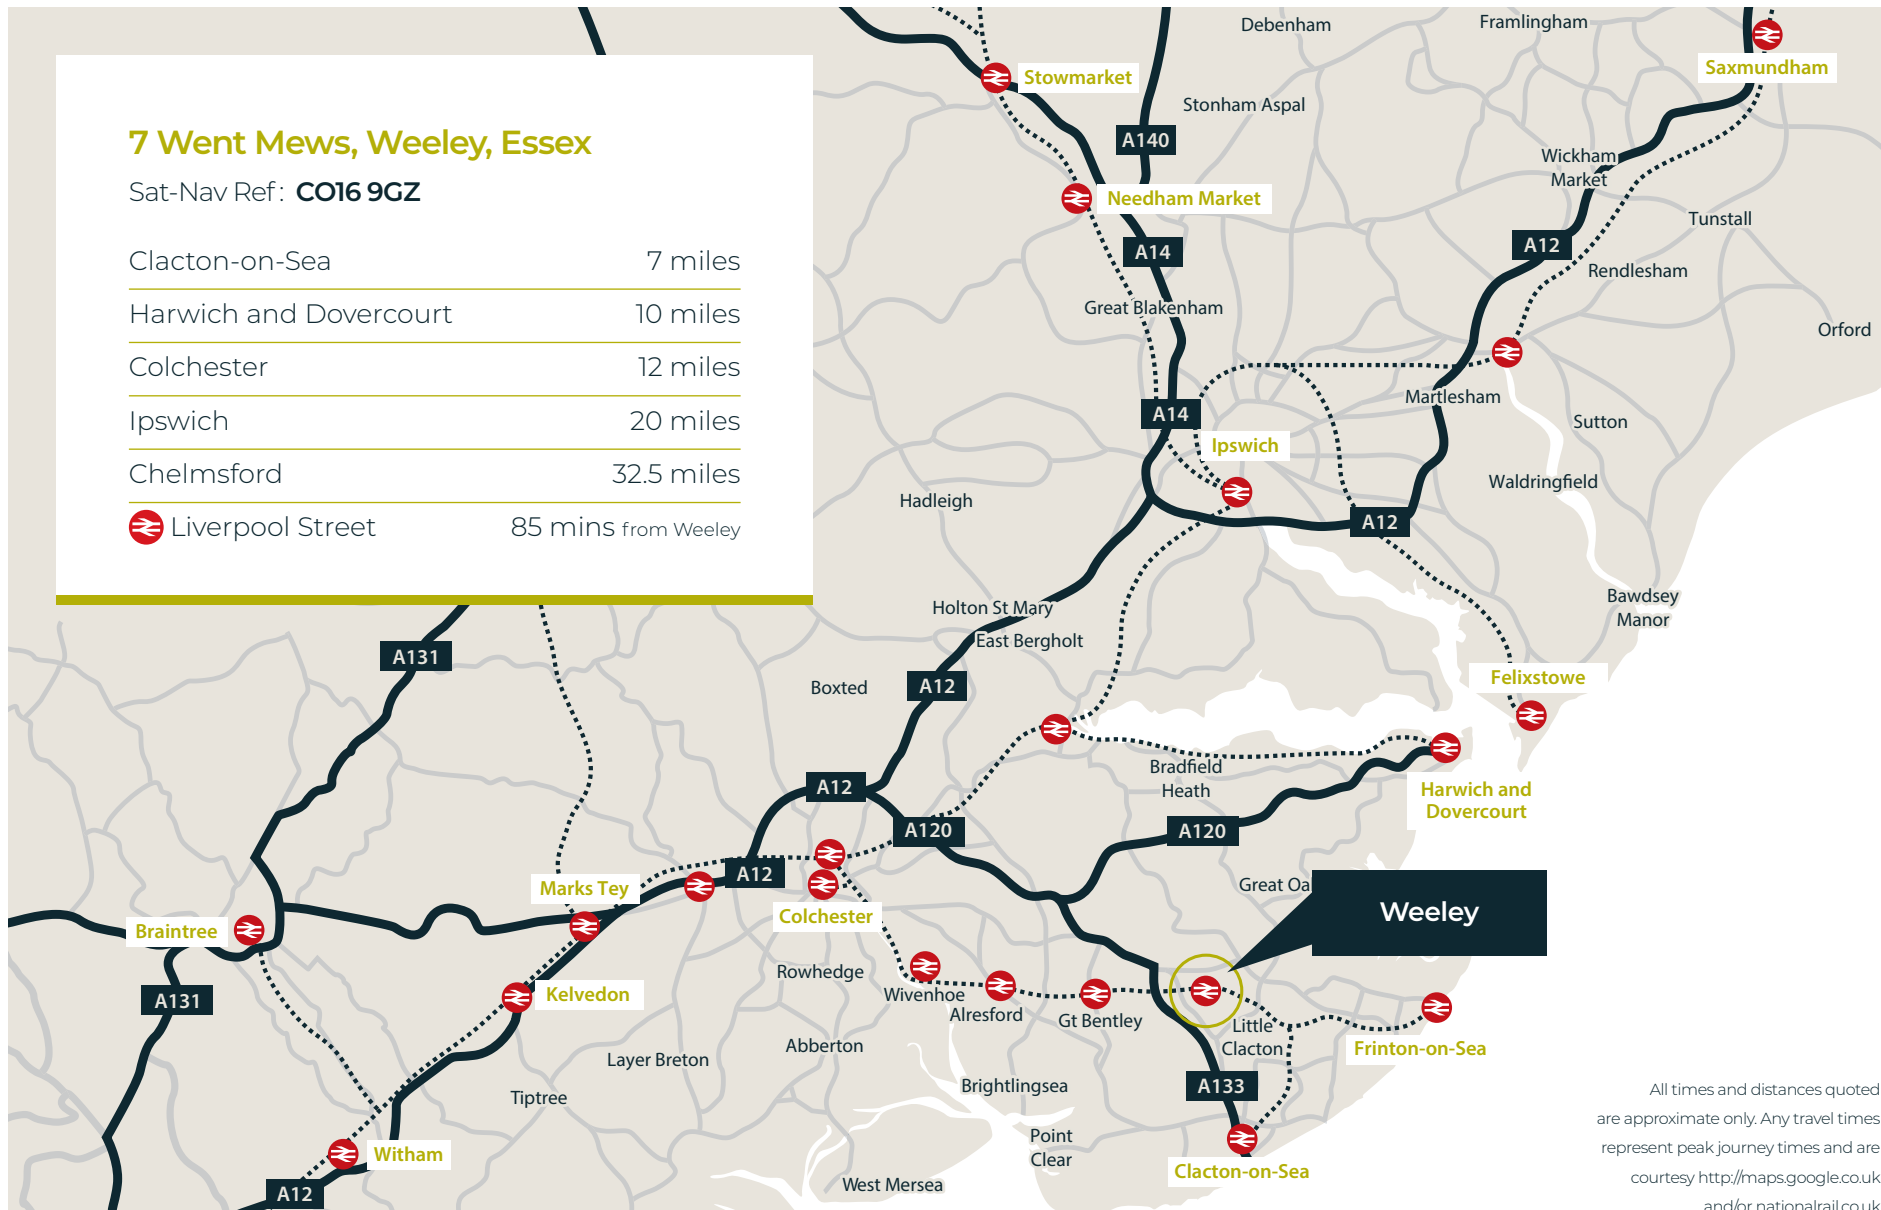 7 Went Mews, Weeley, Essex
Sat-Nav Ref: CO16 9GZ
Clacton-on-Sea 7 miles
Harwich and Dovercourt 10 miles
Colchester 12 miles
Ipswich 20 miles
Chelmsford 32.5 miles
Liverpool Street 85 mins from Weeley
Debenham
Framlingham
Saxmundham
Stowmarket
Stonham Aspal
A140
Wickham
Market
Needham Market
Tunstall
A14
A12
Rendlesham
Great Blakenham
Orford
Martlesham
A14
Sutton
Ipswich
Waldringfield
Hadleigh
A12
Bawdsey
Manor
Holton St Mary
East Bergholt
A131
Felixstowe
Boxted
A12
Bradfield
Heath
A12
Harwich and
Dovercourt
A120
A120
A12
Marks Tey
Great Oa
Weeley
Colchester
Braintree
Rowhedge
Kelvedon
Wivenhoe
A131
Alresford
Gt Bentley
Little
Clacton
Frinton-on-Sea
Abberton
Layer Breton
A133
Brightlingsea
Tiptree
Point
Clear
Witham
Clacton-on-Sea
West Mersea
A12
All times and distances quoted
are approximate only. Any travel times
represent peak journey times and are
courtesy http://maps.google.co.uk
and/or nationalrail.co.uk